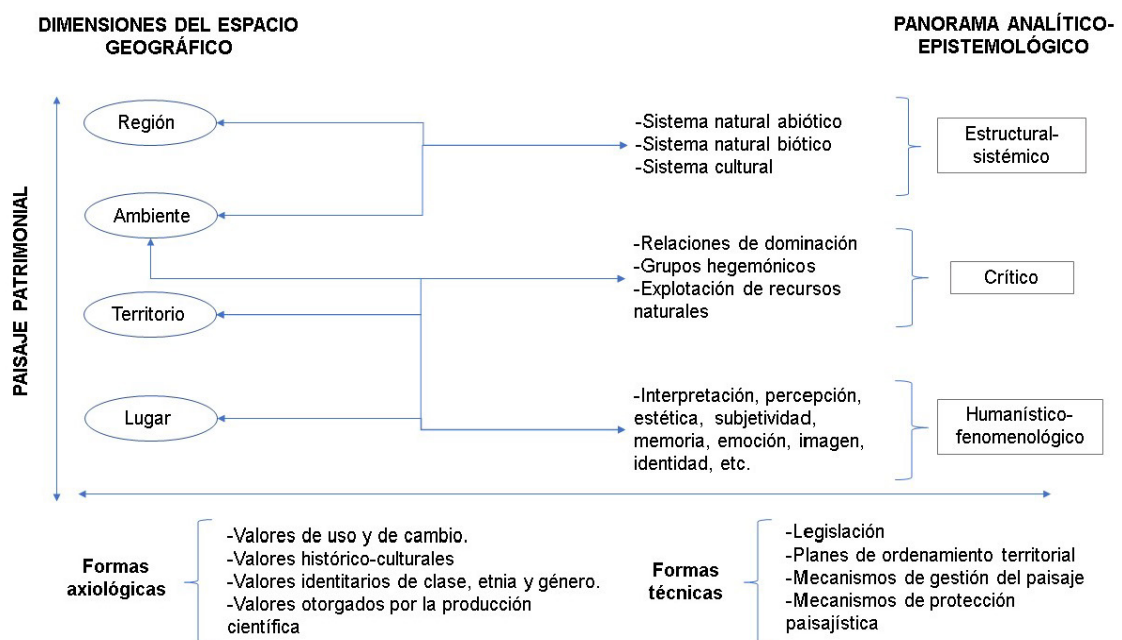 DIMENSIONES DEL ESPACIO
GEOGRÁFICO
PANORAMA ANALÍTICO-
EPISTEMOLÓGICO
PAISAJE PATRIMONIAL
Región
Ambiente
Territorio
Lugar
-Sistema natural abiótico
-Sistema natural biótico
-Sistema cultural
Estructural-
sistémico
-Relaciones de dominación
-Grupos hegemónicos
-Explotación de recursos
naturales
Crítico
-Interpretación, percepción,
estética, subjetividad,
memoria, emoción, imagen,
identidad, etc.
Humanístico-
fenomenológico
Formas
axiológicas
-Valores de uso y de cambio.
-Valores histórico-culturales
-Valores identitarios de clase, etnia y género.
-Valores otorgados por la producción
científica
Formas
técnicas
-Legislación
-Planes de ordenamiento territorial
-Mecanismos de gestión del paisaje
-Mecanismos de protección
paisajística